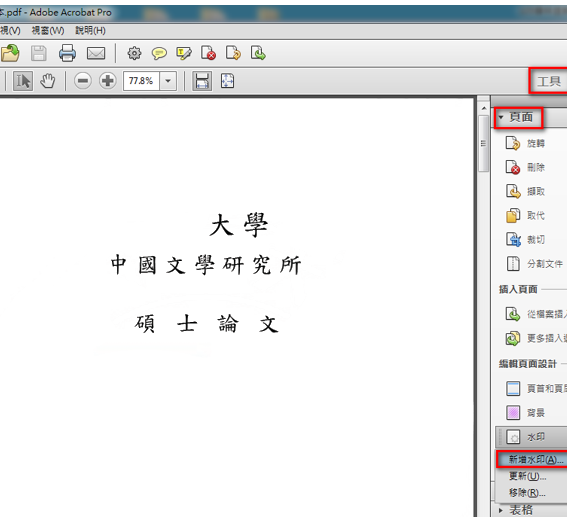 本.pdf - Adobe Acrobat Pro
視(V) 視窗(W) 說明(H)
77.8%
工具
頁面
旋轉
刪除
擷取
取代
裁切
分割文件
插入頁面
從檔案插入
更多插入選
編輯頁面設計
頁首和頁尾
背景
水印
新增水印(A)...
更新(U)...
移除(R)...
表格
大學
中國文學研究所
碩士論文